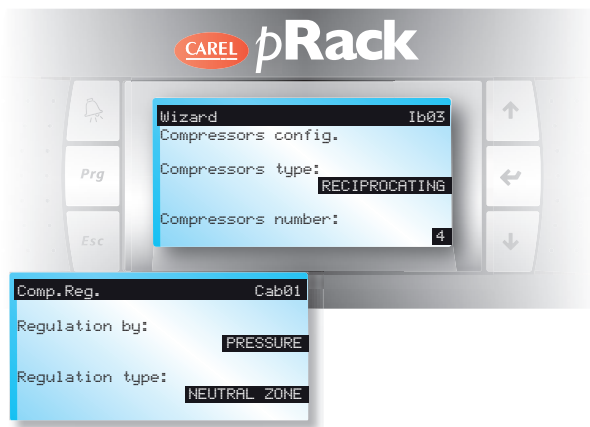 CAREL pRack
Wizard Ib03
Compressors config.
Compressors type:
RECIPROCATING
Prg
Compressors number:
4
Esc
Comp.Reg. Cab01
Regulation by:
PRESSURE
Regulation type:
NEUTRAL ZONE